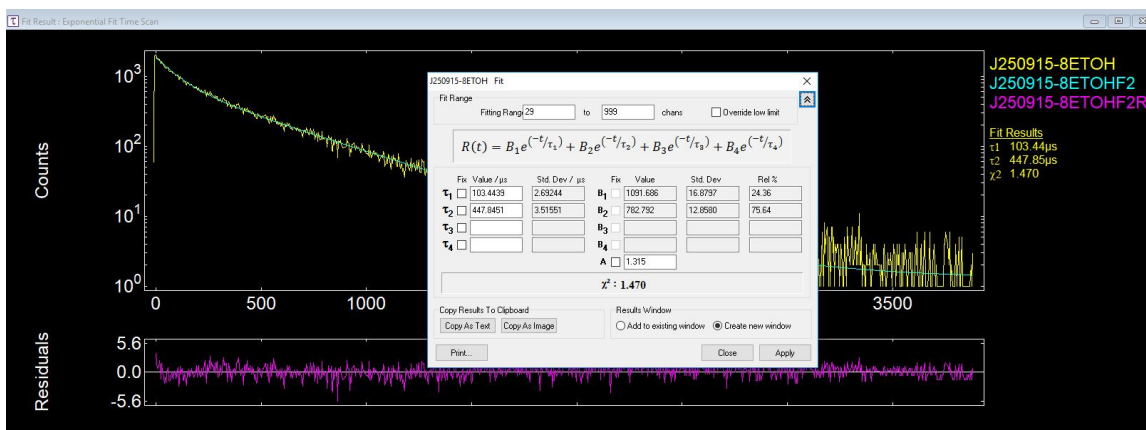 Fit Result : Exponential Fit Time Scan
10³
10²
10¹
10⁰
Counts
0 500 1000 3500
5.6
0.0
-5.6
Residuals
J250915-8ETOH
J250915-8ETOHF2
J250915-8ETOHF2R
Fit Results
τ1 103.44µs
τ2 447.85µs
χ2 1.470
J250915-8ETOH Fit
Fit Range
Fitting Rang 29 to 999 chans Override low limit
R(t) = B₁e^(−t/τ₁) + B₂e^(−t/τ₂) + B₃e^(−t/τ₃) + B₄e^(−t/τ₄)
Fix Value /µs Std. Dev / µs Fix Value Std. Dev Rel %
τ₁ 103.4439 2.69244 B₁ 1091.686 16.8797 24.36
τ₂ 447.8451 3.51551 B₂ 782.792 12.8580 75.64
τ₃ B₃
τ₄ B₄
A 1.315
χ² : 1.470
Copy Results To Clipboard
Copy As Text Copy As Image
Results Window
Add to existing window Create new window
Print... Close Apply